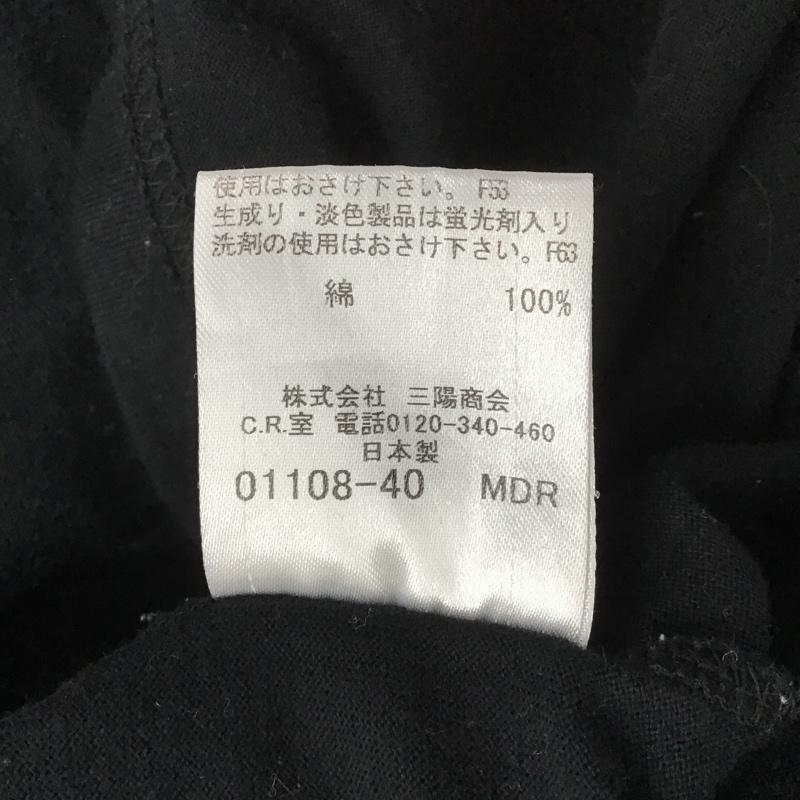 使用はおさけ下さい。 F53
生成り・淡色製品は蛍光剤入り
洗剤の使用はおさけ下さい。F63
綿 100%
株式会社 三陽商会
C.R.室 電話0120-340-460
日本製
01108-40 MDR